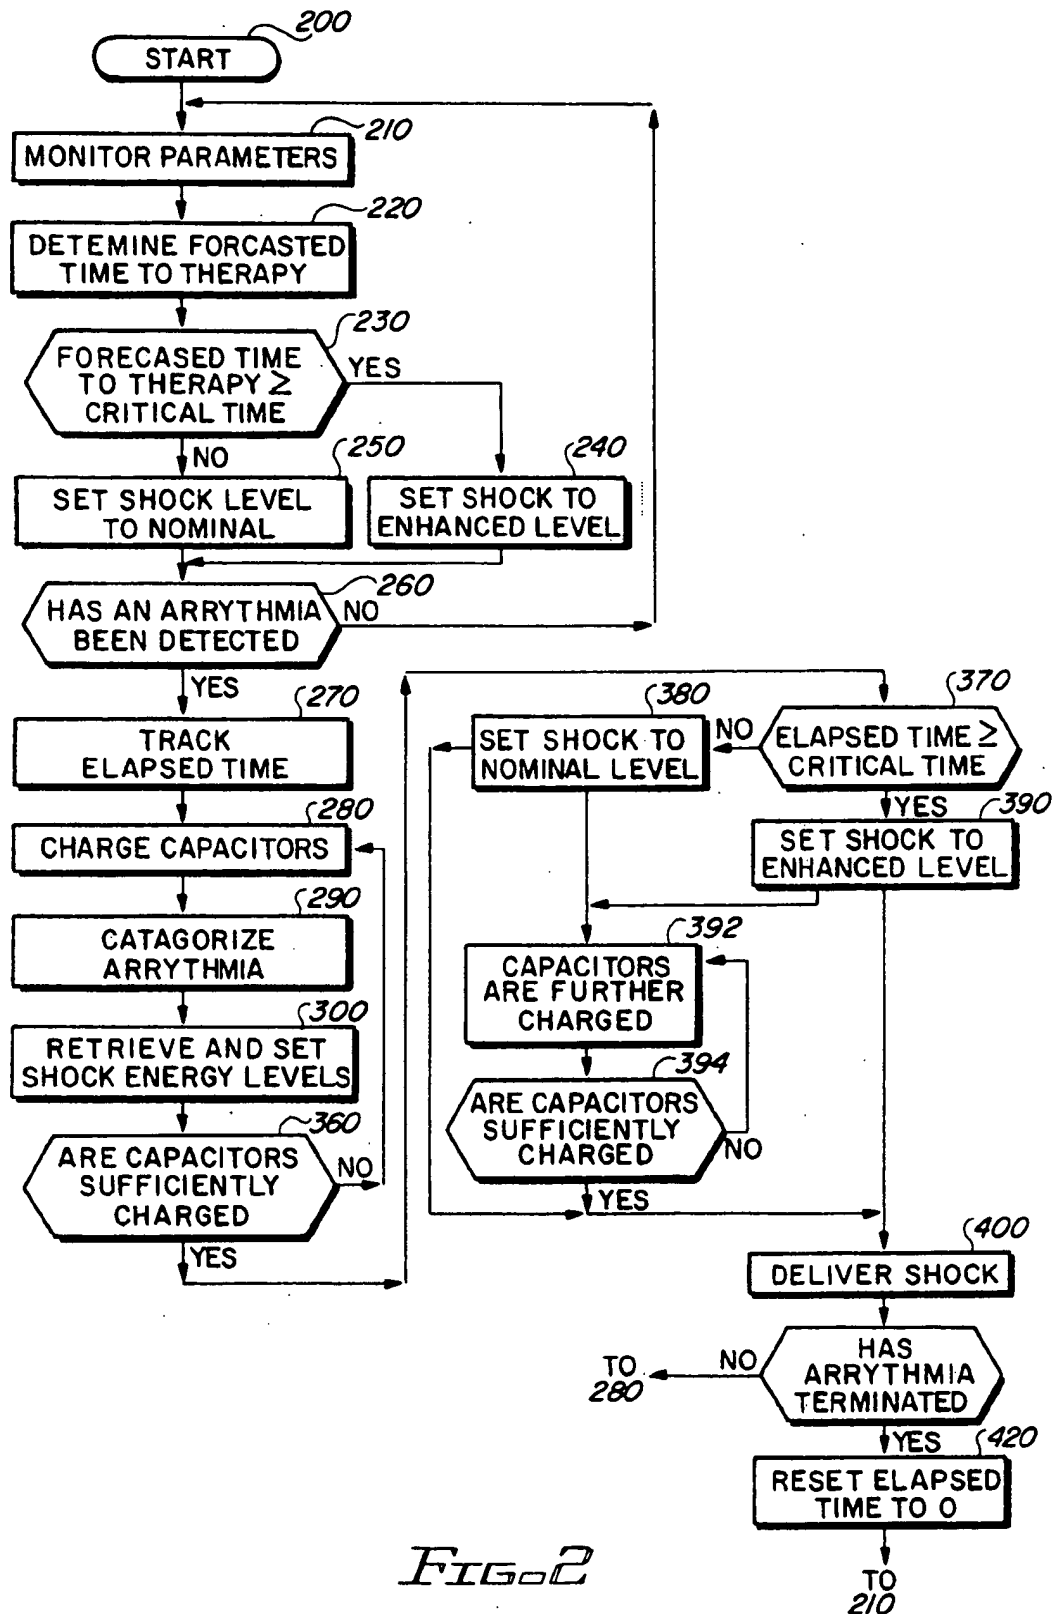 200
START
210
MONITOR PARAMETERS
220
DETEMINE FORCASTED
TIME TO THERAPY
230
FORECASED TIME
TO THERAPY ≥
CRITICAL TIME
YES
NO
250
SET SHOCK LEVEL
TO NOMINAL
240
SET SHOCK TO
ENHANCED LEVEL
260
HAS AN ARRYTHMIA
BEEN DETECTED
NO
YES
270
TRACK
ELAPSED TIME
280
CHARGE CAPACITORS
290
CATAGORIZE
ARRYTHMIA
300
RETRIEVE AND SET
SHOCK ENERGY LEVELS
360
ARE CAPACITORS
SUFFICIENTLY
CHARGED
NO
YES
370
ELAPSED TIME ≥
CRITICAL TIME
NO
YES
380
SET SHOCK TO
NOMINAL LEVEL
390
SET SHOCK TO
ENHANCED LEVEL
392
CAPACITORS
ARE FURTHER
CHARGED
394
ARE CAPACITORS
SUFFICIENTLY
CHARGED
NO
YES
400
DELIVER SHOCK
HAS
ARRYTHMIA
TERMINATED
NO
TO
280
YES
420
RESET ELAPSED
TIME TO 0
TO
210
FIG. 2